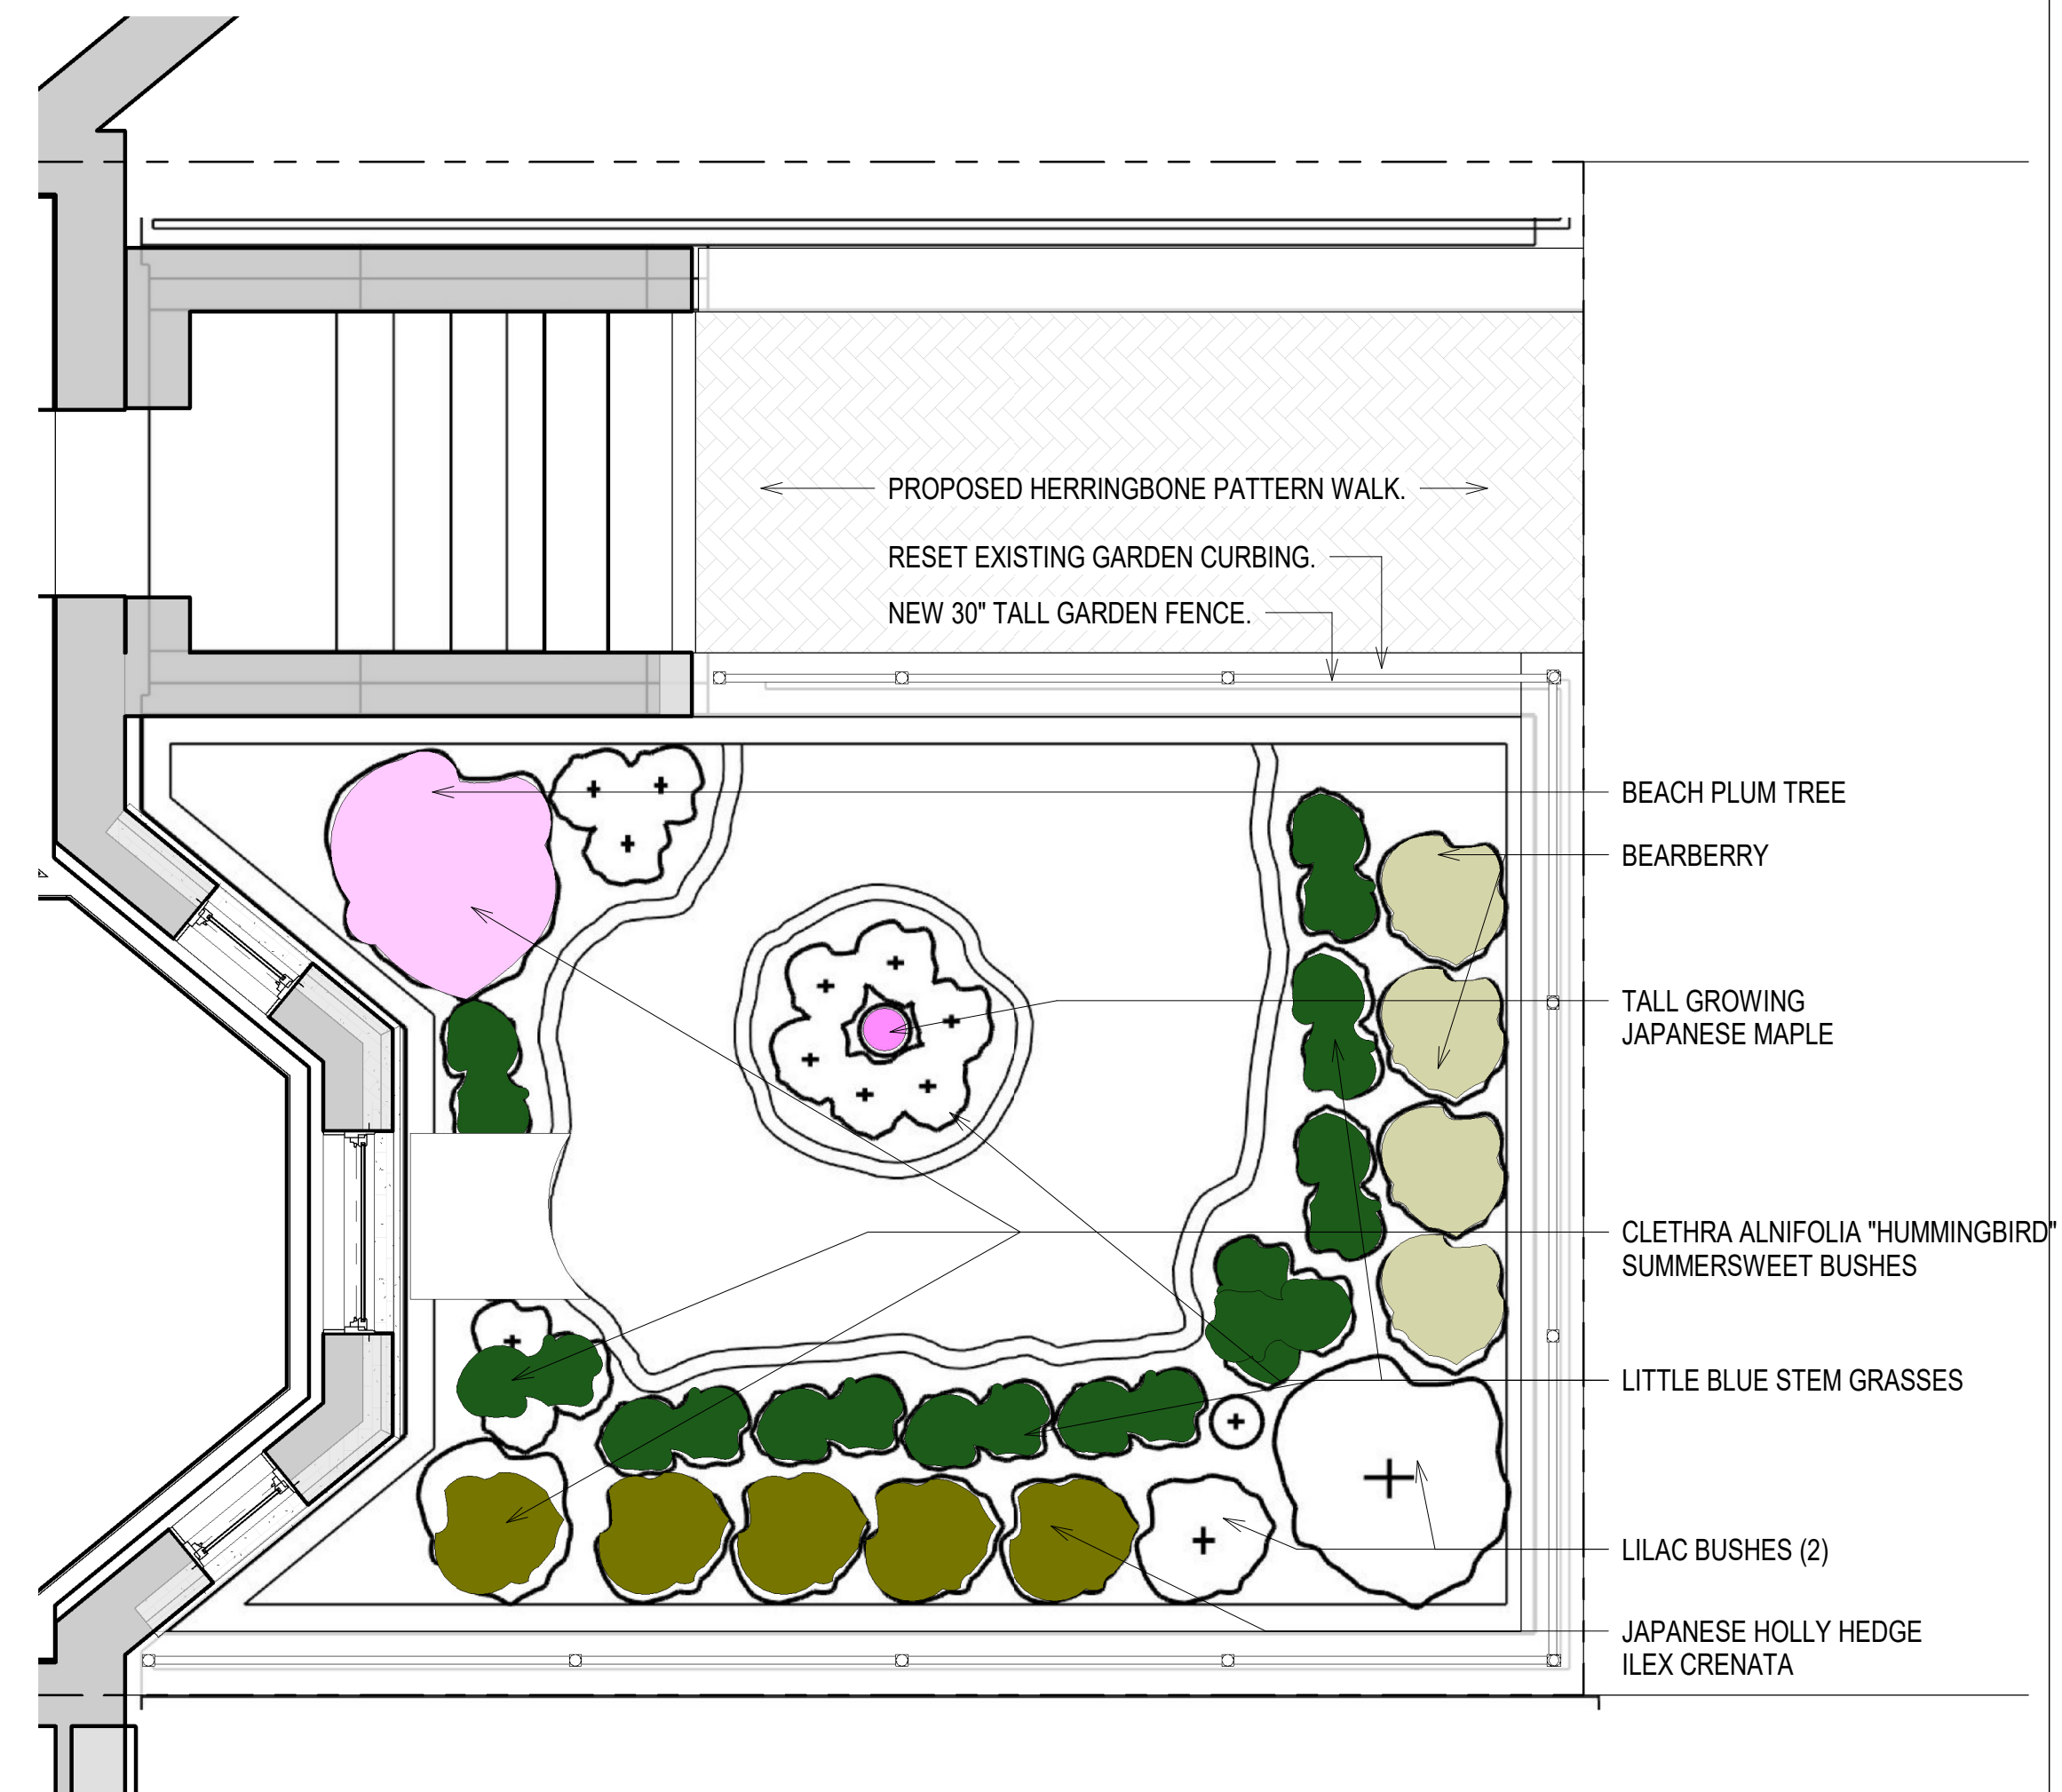 PROPOSED HERRINGBONE PATTERN WALK.
RESET EXISTING GARDEN CURBING.
NEW 30" TALL GARDEN FENCE.
BEACH PLUM TREE
BEARBERRY
TALL GROWING
JAPANESE MAPLE
CLETHRA ALNIFOLIA "HUMMINGBIRD"
SUMMERSWEET BUSHES
LITTLE BLUE STEM GRASSES
LILAC BUSHES (2)
JAPANESE HOLLY HEDGE
ILEX CRENATA